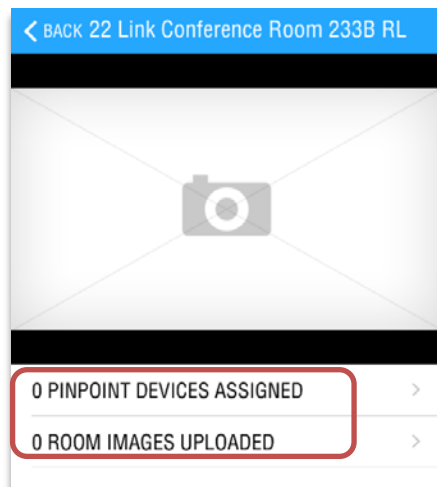 BACK 22 Link Conference Room 233B RL
0 PINPOINT DEVICES ASSIGNED
0 ROOM IMAGES UPLOADED